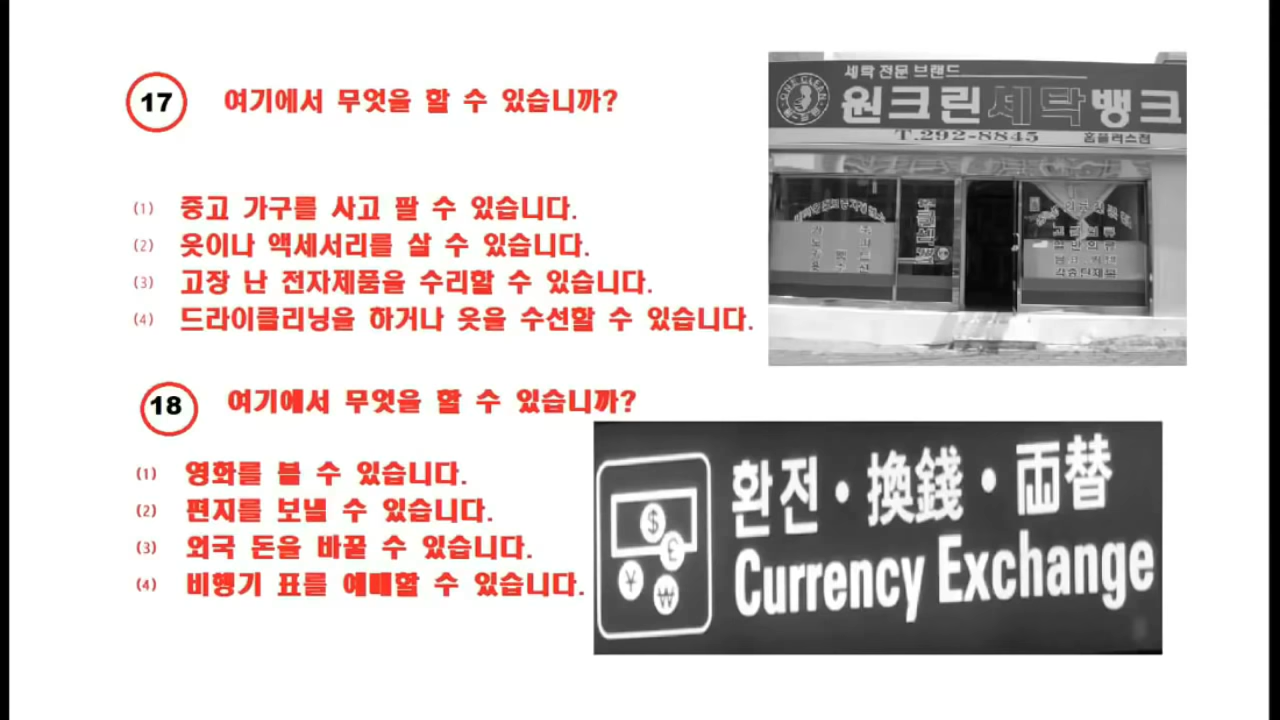 17 여기에서 무엇을 할 수 있습니까?
(1) 중고 가구를 사고 팔 수 있습니다.
(2) 옷이나 액세서리를 살 수 있습니다.
(3) 고장 난 전자제품을 수리할 수 있습니다.
(4) 드라이클리닝을 하거나 옷을 수선할 수 있습니다.
세탁 전문 브랜드
ONE CLEAN
원크린세탁뱅크
T.292-8845 홈플러스점
18 여기에서 무엇을 할 수 있습니까?
(1) 영화를 볼 수 있습니다.
(2) 편지를 보낼 수 있습니다.
(3) 외국 돈을 바꿀 수 있습니다.
(4) 비행기 표를 예매할 수 있습니다.
$ £ ¥ ₩
환전・換錢・両替
Currency Exchange